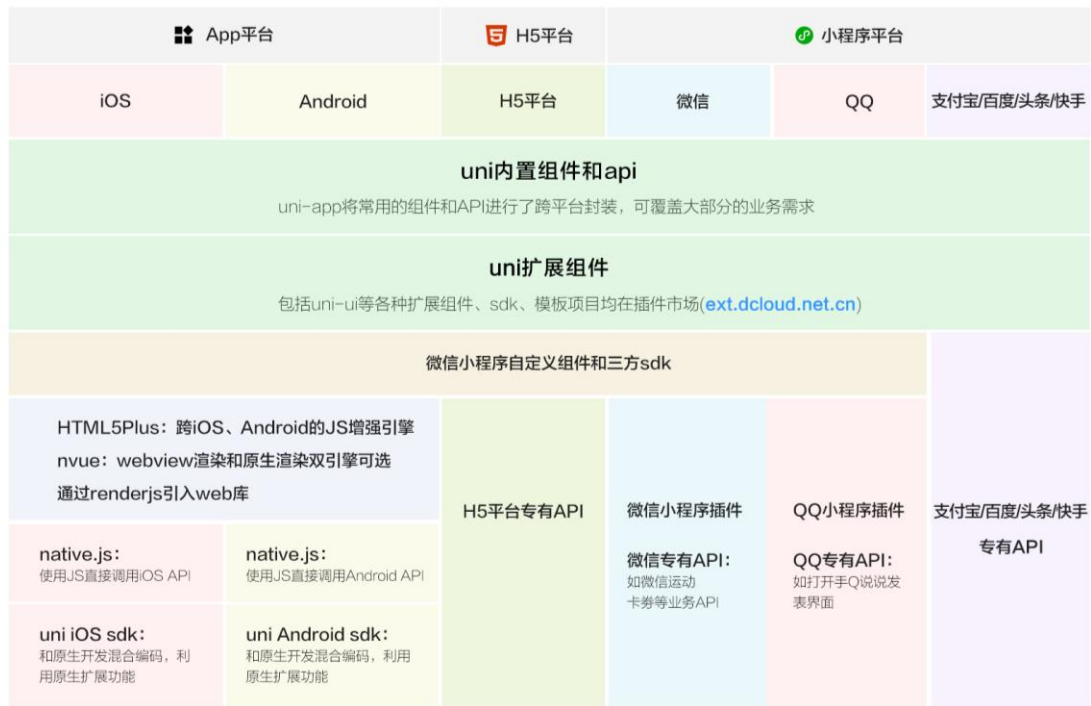 App平台
H5平台
小程序平台
iOS
Android
H5平台
微信
QQ
支付宝/百度/头条/快手
uni内置组件和api
uni-app将常用的组件和API进行了跨平台封装，可覆盖大部分的业务需求
uni扩展组件
包括uni-ui等各种扩展组件、sdk、模板项目均在插件市场(ext.dcloud.net.cn)
微信小程序自定义组件和三方sdk
HTML5Plus：跨iOS、Android的JS增强引擎
nvue：webview渲染和原生渲染双引擎可选
通过renderjs引入web库
native.js：
使用JS直接调用iOS API
native.js：
使用JS直接调用Android API
uni iOS sdk：
和原生开发混合编码，利
用原生扩展功能
uni Android sdk：
和原生开发混合编码，利用
原生扩展功能
H5平台专有API
微信小程序插件
微信专有API：
如微信运动
卡券等业务API
QQ小程序插件
QQ专有API：
如打开手Q说说发
表界面
支付宝/百度/头条/快手
专有API